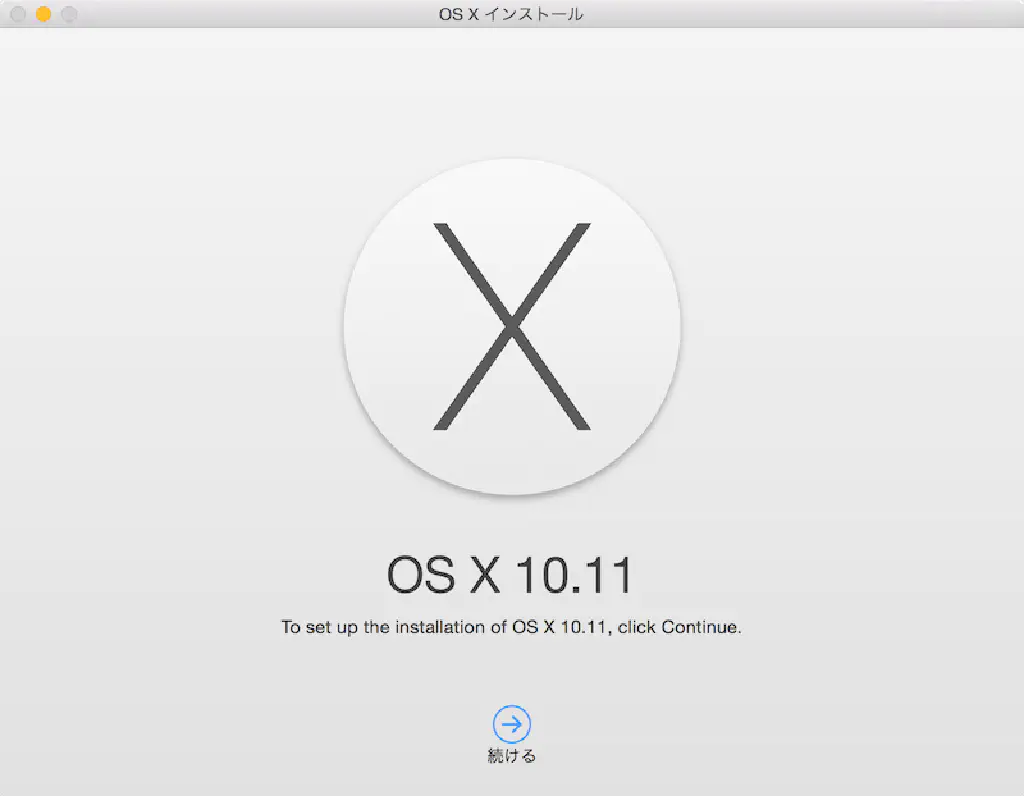 OS X インストール
X
OS X 10.11
To set up the installation of OS X 10.11, click Continue.
続ける